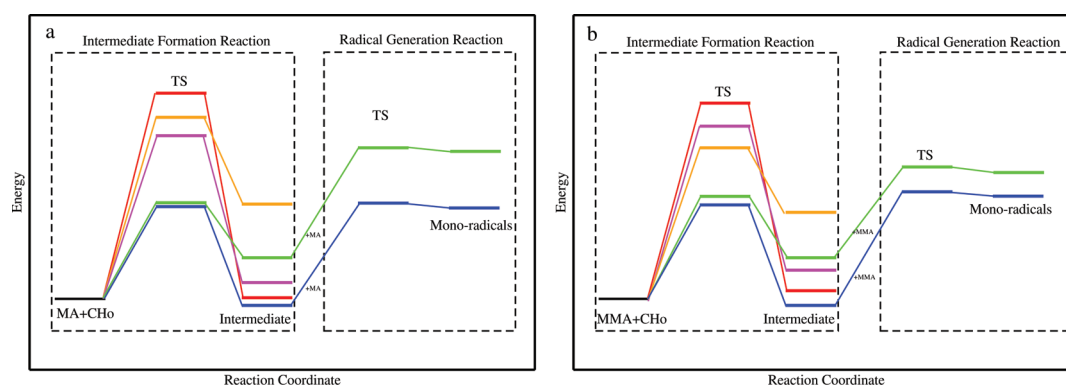 a
Intermediate Formation Reaction
Radical Generation Reaction
TS
TS
Energy
+MA
Mono-radicals
+MA
MA+CHo
Intermediate
Reaction Coordinate
b
Intermediate Formation Reaction
Radical Generation Reaction
TS
TS
Energy
Mono-radicals
+MMA
+MMA
MMA+CHo
Intermediate
Reaction Coordinate